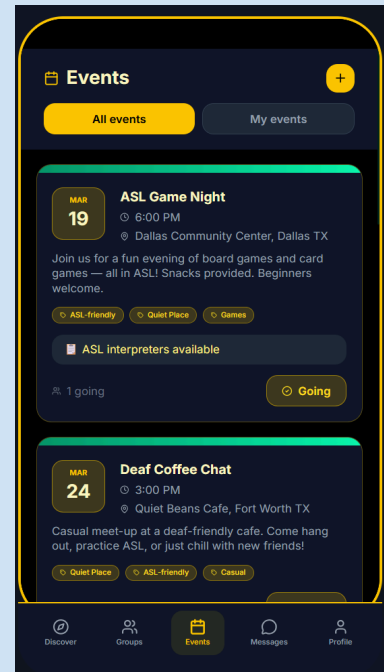 Events
+
All events
My events
MAR
19
ASL Game Night
6:00 PM
Dallas Community Center, Dallas TX
Join us for a fun evening of board games and card
games — all in ASL! Snacks provided. Beginners
welcome.
ASL-friendly
Quiet Place
Games
ASL interpreters available
1 going
Going
MAR
24
Deaf Coffee Chat
3:00 PM
Quiet Beans Cafe, Fort Worth TX
Casual meet-up at a deaf-friendly cafe. Come hang
out, practice ASL, or just chill with new friends!
Quiet Place
ASL-friendly
Casual
Discover
Groups
Events
Messages
Profile